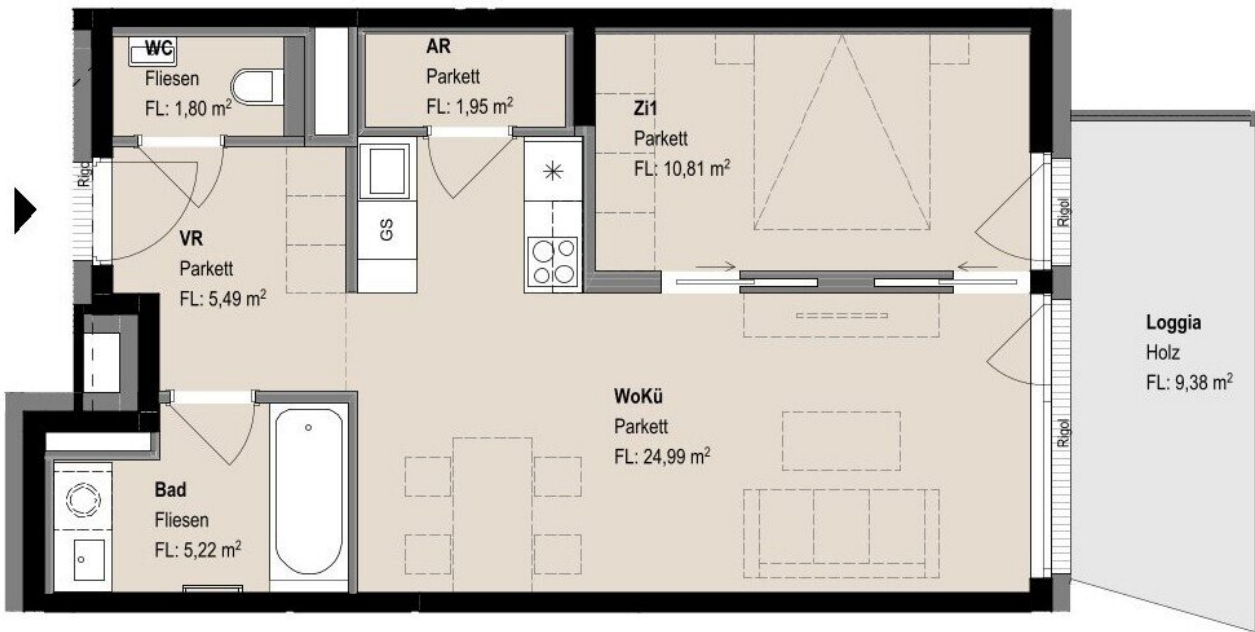 WC
Fliesen
FL: 1,80 m²
AR
Parkett
FL: 1,95 m²
Zi1
Parkett
FL: 10,81 m²
Rigol
Rigol
GS
VR
Parkett
FL: 5,49 m²
Loggia
Holz
FL: 9,38 m²
WoKü
Parkett
FL: 24,99 m²
Rigol
Bad
Fliesen
FL: 5,22 m²